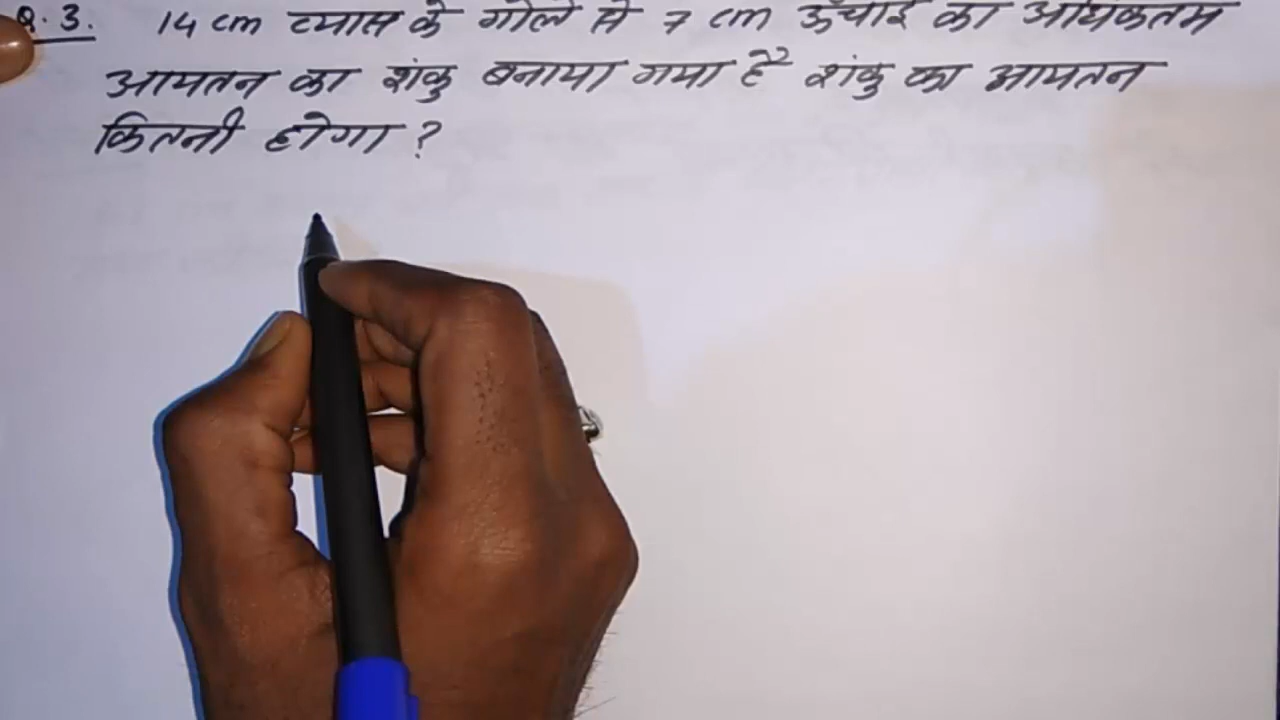 Q. 3. 14 cm व्यास के गोले से 7 cm ऊँचाई का अधिकतम
आयतन का शंकु बनाया गया है शंकु का आयतन
कितनी होगा ?